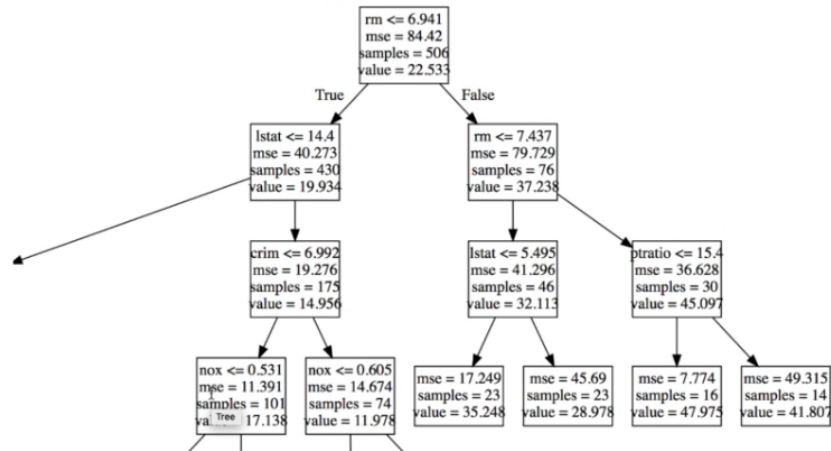 rm <= 6.941
mse = 84.42
samples = 506
value = 22.533
True
False
lstat <= 14.4
mse = 40.273
samples = 430
value = 19.934
rm <= 7.437
mse = 79.729
samples = 76
value = 37.238
crim <= 6.992
mse = 19.276
samples = 175
value = 14.956
lstat <= 5.495
mse = 41.296
samples = 46
value = 32.113
ptratio <= 15.4
mse = 36.628
samples = 30
value = 45.097
nox <= 0.531
mse = 11.391
samples = 101
17.138
Tree
nox <= 0.605
mse = 14.674
samples = 74
value = 11.978
mse = 17.249
samples = 23
value = 35.248
mse = 45.69
samples = 23
value = 28.978
mse = 7.774
samples = 16
value = 47.975
mse = 49.315
samples = 14
value = 41.807